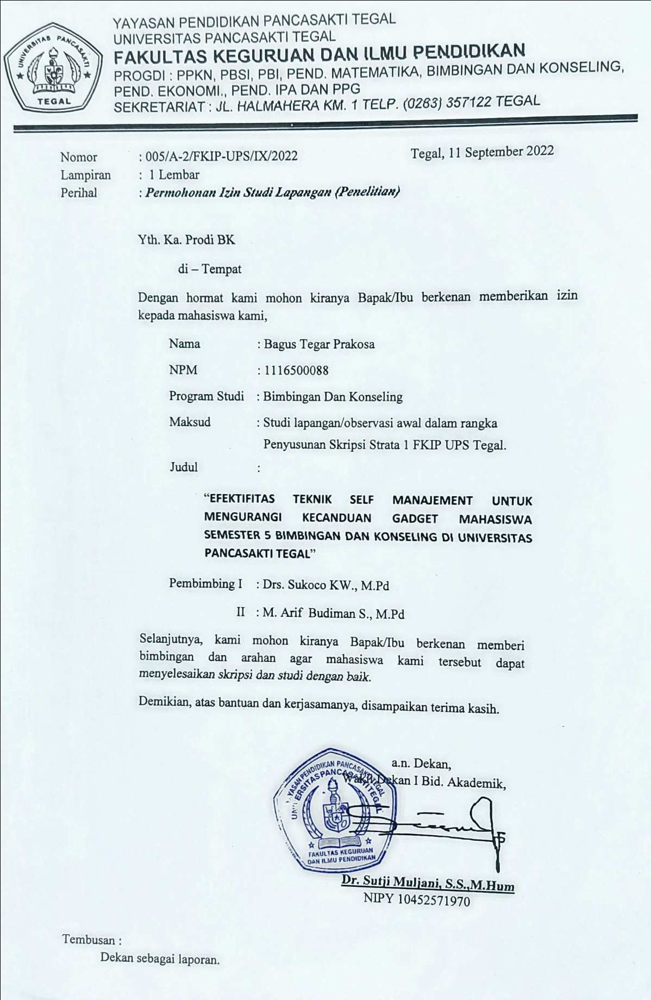 UNIVERSITAS PANCASAKTI
TEGAL
YAYASAN PENDIDIKAN PANCASAKTI TEGAL
UNIVERSITAS PANCASAKTI TEGAL
FAKULTAS KEGURUAN DAN ILMU PENDIDIKAN
PROGDI : PPKN, PBSI, PBI, PEND. MATEMATIKA, BIMBINGAN DAN KONSELING,
PEND. EKONOMI., PEND. IPA DAN PPG
SEKRETARIAT : JL. HALMAHERA KM. 1 TELP. (0283) 357122 TEGAL
Nomor : 005/A-2/FKIP-UPS/IX/2022 Tegal, 11 September 2022
Lampiran : 1 Lembar
Perihal : Permohonan Izin Studi Lapangan (Penelitian)
Yth. Ka. Prodi BK
di – Tempat
Dengan hormat kami mohon kiranya Bapak/Ibu berkenan memberikan izin
kepada mahasiswa kami,
Nama : Bagus Tegar Prakosa
NPM : 1116500088
Program Studi : Bimbingan Dan Konseling
Maksud : Studi lapangan/observasi awal dalam rangka
Penyusunan Skripsi Strata 1 FKIP UPS Tegal.
Judul :
“EFEKTIFITAS TEKNIK SELF MANAJEMENT UNTUK
MENGURANGI KECANDUAN GADGET MAHASISWA
SEMESTER 5 BIMBINGAN DAN KONSELING DI UNIVERSITAS
PANCASAKTI TEGAL”
Pembimbing I : Drs. Sukoco KW., M.Pd
II : M. Arif Budiman S., M.Pd
Selanjutnya, kami mohon kiranya Bapak/Ibu berkenan memberi
bimbingan dan arahan agar mahasiswa kami tersebut dapat
menyelesaikan skripsi dan studi dengan baik.
Demikian, atas bantuan dan kerjasamanya, disampaikan terima kasih.
a.n. Dekan,
Wakil Dekan I Bid. Akademik,
YAYASAN PENDIDIKAN PANCASAKTI TEGAL
UNIVERSITAS PANCASAKTI TEGAL
FAKULTAS KEGURUAN
DAN ILMU PENDIDIKAN
Dr. Sutji Muljani, S.S.,M.Hum
NIPY 10452571970
Tembusan :
Dekan sebagai laporan.